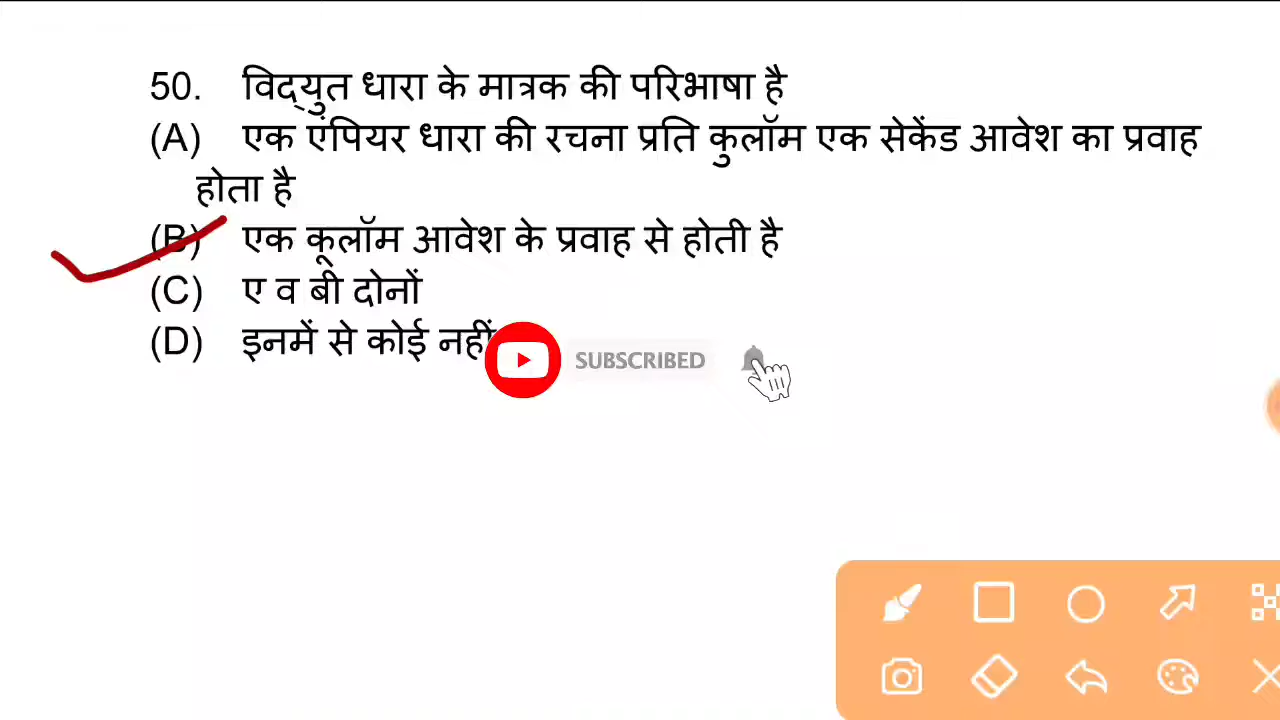 50. विद्युत धारा के मात्रक की परिभाषा है
(A) एक एंपियर धारा की रचना प्रति कुलॉम एक सेकेंड आवेश का प्रवाह
होता है
(B) एक कूलॉम आवेश के प्रवाह से होती है
(C) ए व बी दोनों
(D) इनमें से कोई नहीं
SUBSCRIBED